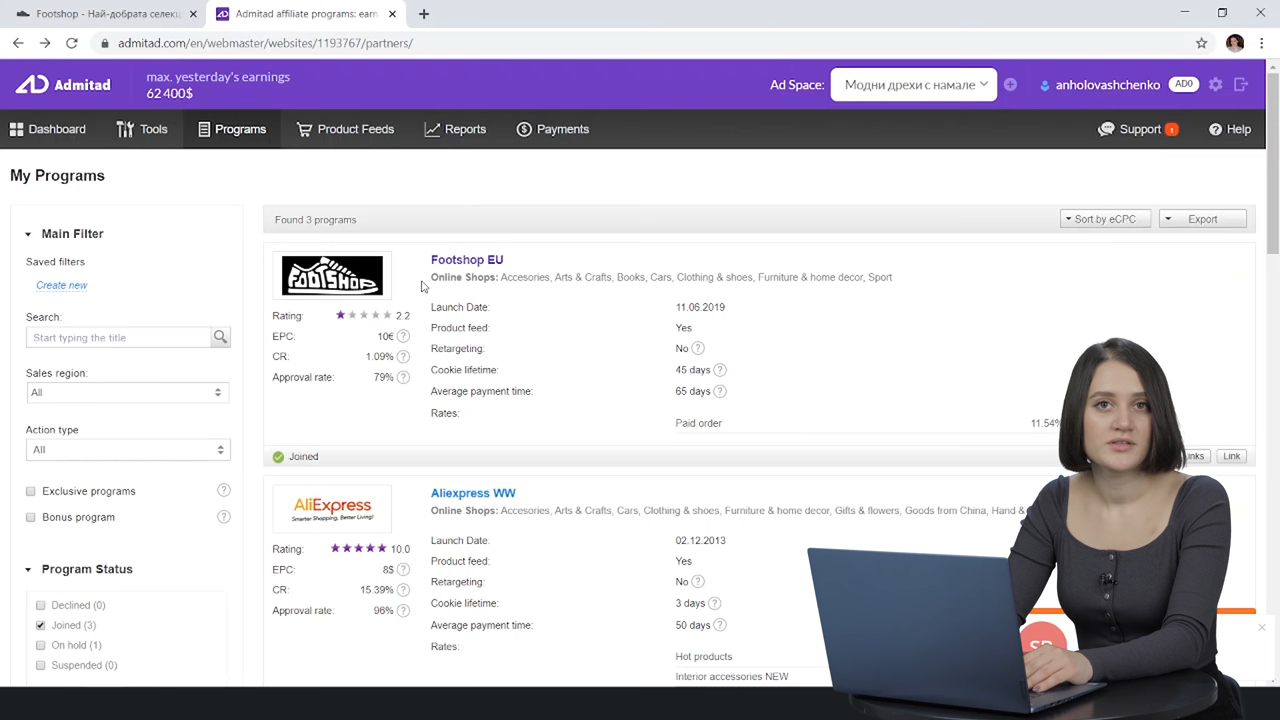 Footshop - Най-добрата селекц
Admitad affiliate programs: earn
admitad.com/en/webmaster/websites/1193767/partners/
Admitad
max. yesterday's earnings
62 400$
Ad Space:
Модни дрехи с намале
anholovashchenko
AD0
Dashboard
Tools
Programs
Product Feeds
Reports
Payments
Support
!
Help
My Programs
Main Filter
Saved filters
Create new
Search:
Start typing the title
Sales region:
All
Action type
All
Exclusive programs ?
Bonus program ?
Program Status
Declined (0)
Joined (3)
On hold (1)
Suspended (0)
Found 3 programs
Sort by eCPC
Export
FOOTSHOP
Rating: 2.2
EPC: 10€ ?
CR: 1.09% ?
Approval rate: 79% ?
Footshop EU
Online Shops: Accesories, Arts & Crafts, Books, Cars, Clothing & shoes, Furniture & home decor, Sport
Launch Date: 11.06.2019
Product feed: Yes
Retargeting: No ?
Cookie lifetime: 45 days ?
Average payment time: 65 days ?
Rates:
Paid order 11.54%
Joined
Link
AliExpress
Smarter Shopping, Better Living!
Rating: 10.0
EPC: 8$ ?
CR: 15.39% ?
Approval rate: 96% ?
Aliexpress WW
Online Shops: Accesories, Arts & Crafts, Cars, Clothing & shoes, Furniture & home decor, Gifts & flowers, Goods from China, Hand &
Launch Date: 02.12.2013
Product feed: Yes
Retargeting: No ?
Cookie lifetime: 3 days ?
Average payment time: 50 days ?
Rates:
Hot products
Interior accessories NEW